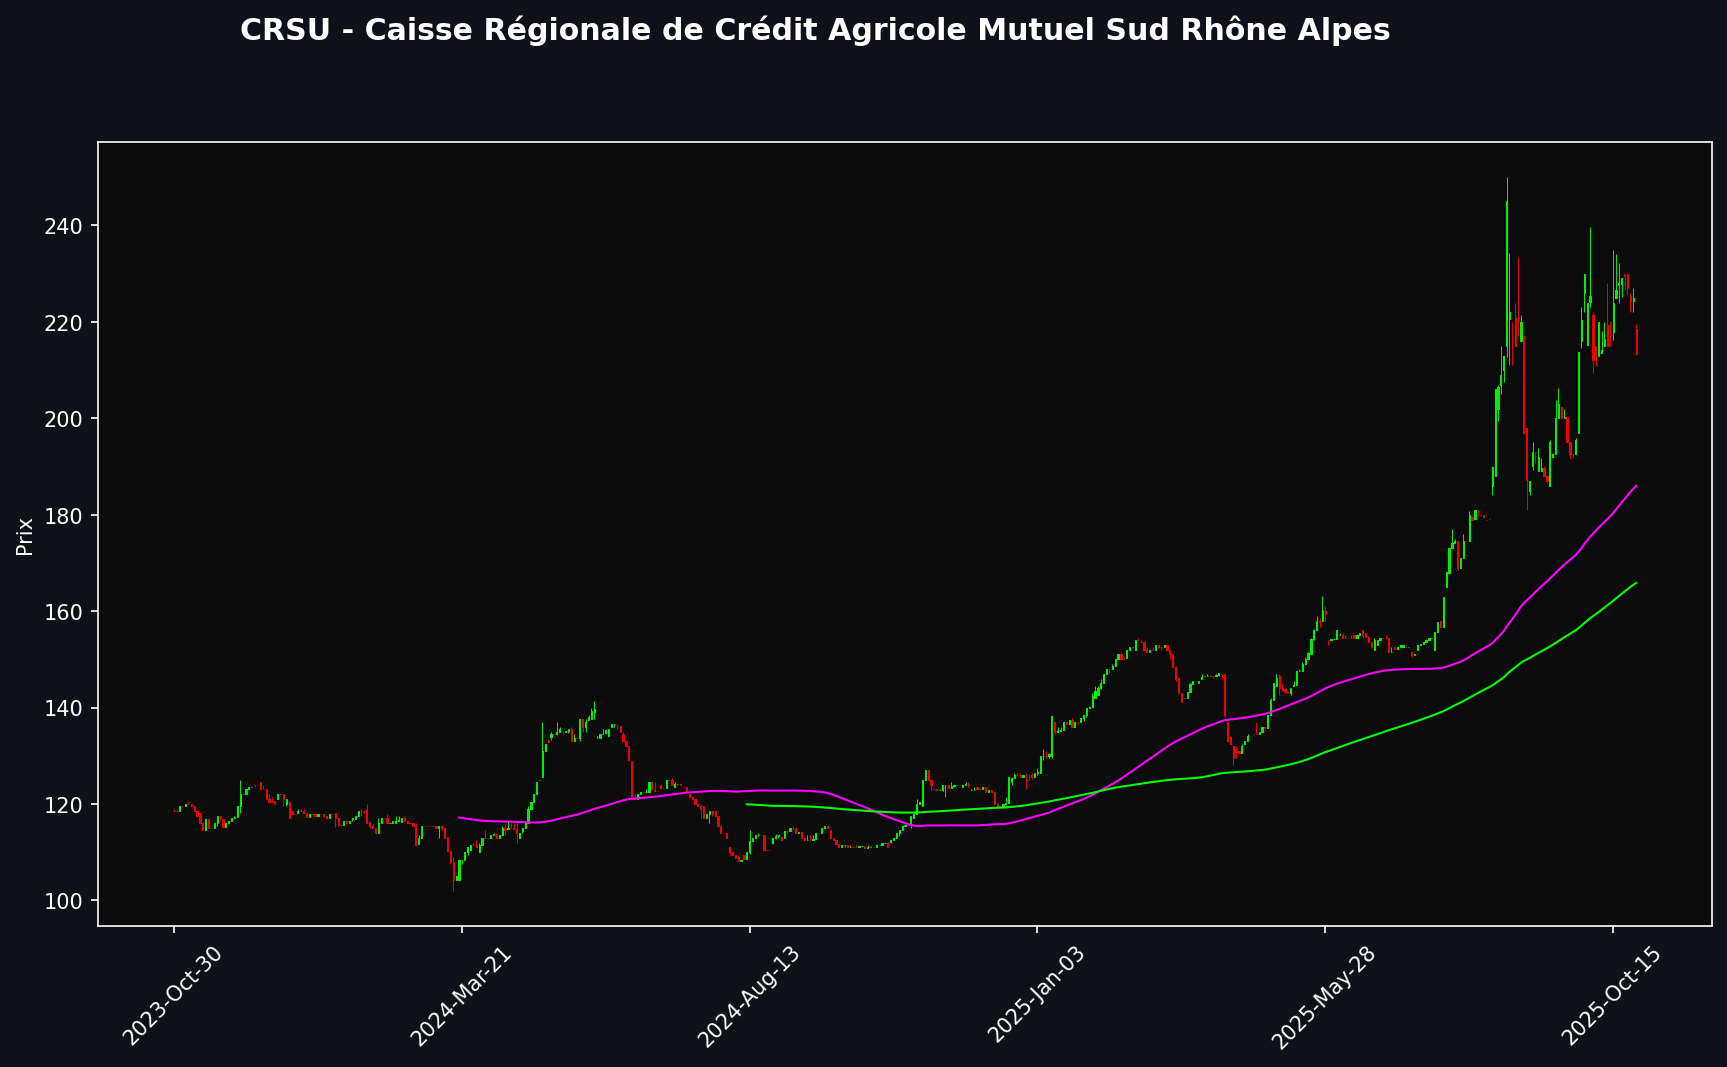 CRSU - Caisse Régionale de Crédit Agricole Mutuel Sud Rhône Alpes
Prix
240
220
200
180
160
140
120
100
2023-Oct-30
2024-Mar-21
2024-Aug-13
2025-Jan-03
2025-May-28
2025-Oct-15